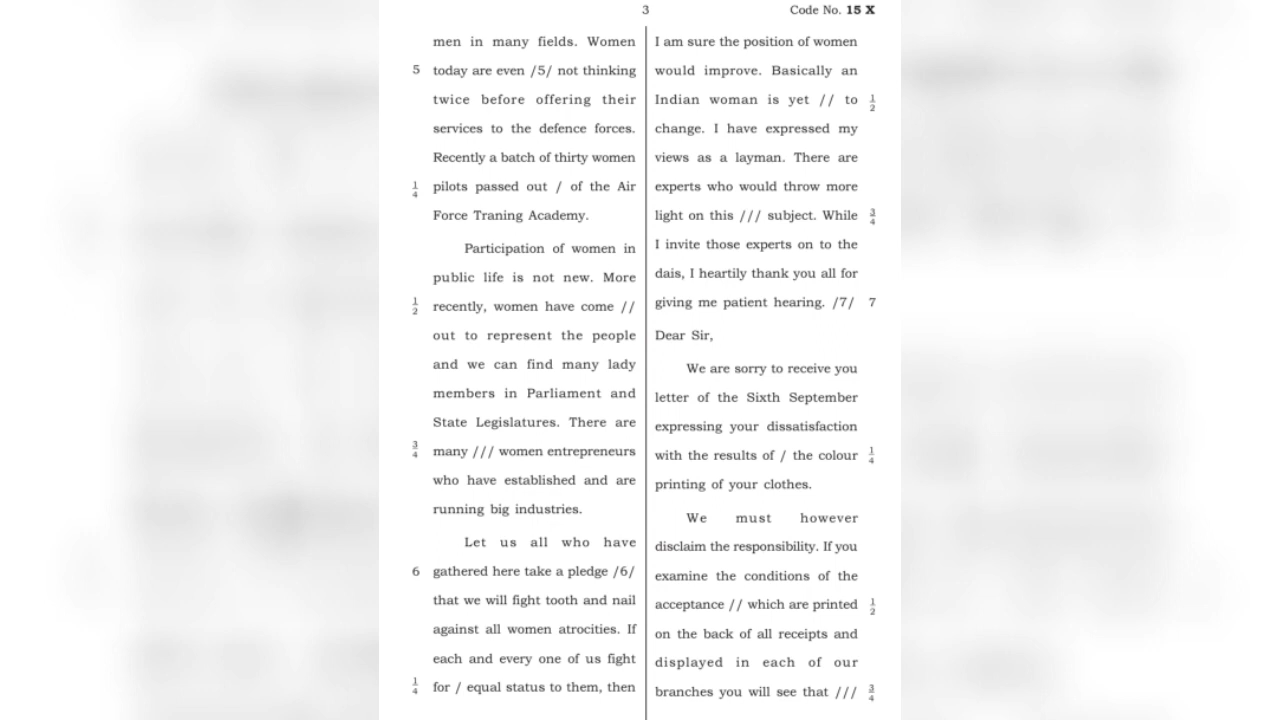 3
Code No. 15 X
men in many fields. Women
5 today are even /5/ not thinking
twice before offering their
services to the defence forces.
Recently a batch of thirty women
1/4 pilots passed out / of the Air
Force Traning Academy.
Participation of women in
public life is not new. More
1/2 recently, women have come //
out to represent the people
and we can find many lady
members in Parliament and
State Legislatures. There are
3/4 many /// women entrepreneurs
who have established and are
running big industries.
Let us all who have
6 gathered here take a pledge /6/
that we will fight tooth and nail
against all women atrocities. If
each and every one of us fight
1/4 for / equal status to them, then
I am sure the position of women
would improve. Basically an
Indian woman is yet // to 1/2
change. I have expressed my
views as a layman. There are
experts who would throw more
light on this /// subject. While 3/4
I invite those experts on to the
dais, I heartily thank you all for
giving me patient hearing. /7/ 7
Dear Sir,
We are sorry to receive you
letter of the Sixth September
expressing your dissatisfaction
with the results of / the colour 1/4
printing of your clothes.
We must however
disclaim the responsibility. If you
examine the conditions of the
acceptance // which are printed 1/2
on the back of all receipts and
displayed in each of our
branches you will see that /// 3/4